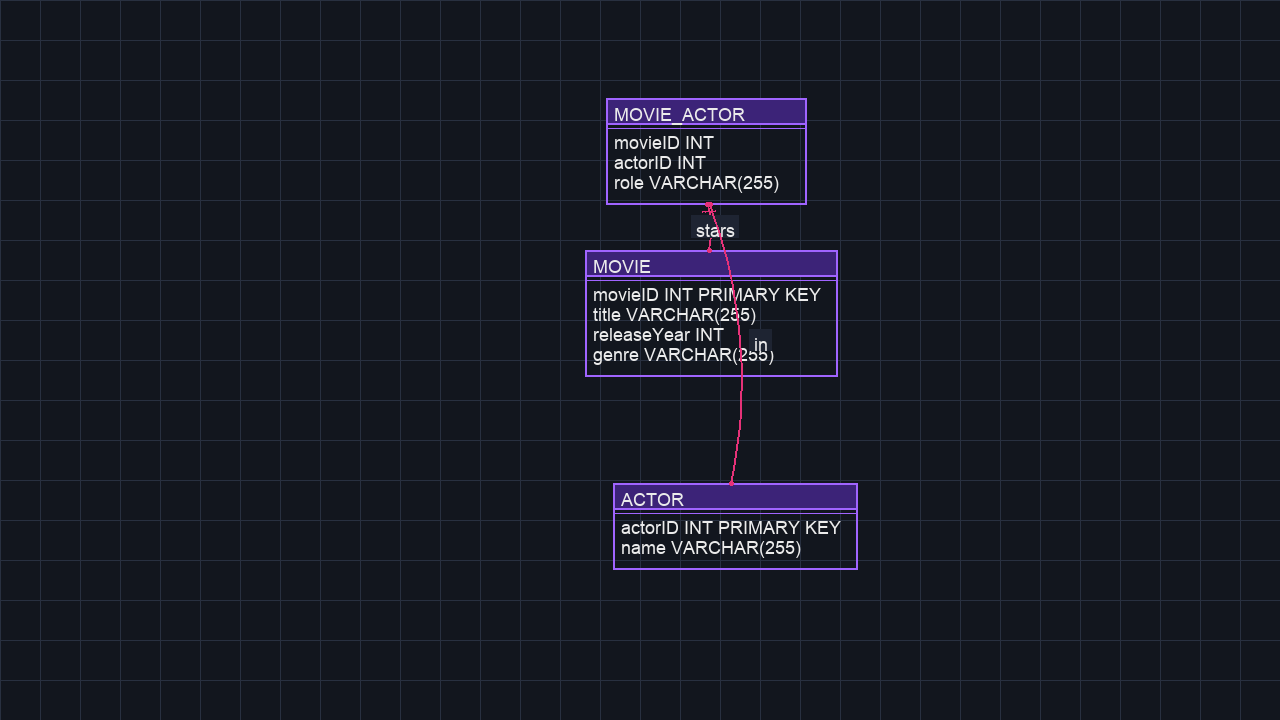 MOVIE_ACTOR
movieID INT
actorID INT
role VARCHAR(255)
stars
MOVIE
movieID INT PRIMARY KEY
title VARCHAR(255)
releaseYear INT
in
genre VARCHAR(255)
ACTOR
actorID INT PRIMARY KEY
name VARCHAR(255)